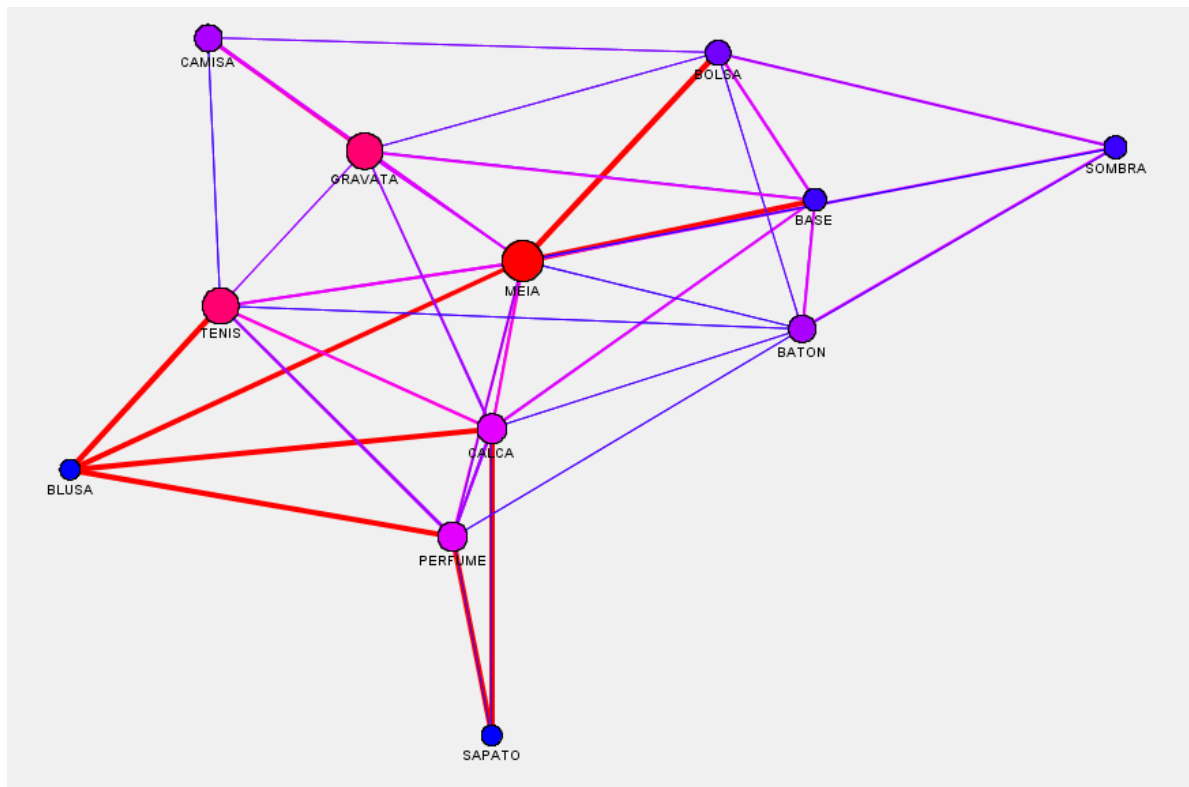 CAMISA
BOLSA
SOMBRA
GRAVATA
BASE
MEIA
TENIS
BATON
CALCA
BLUSA
PERFUME
SAPATO